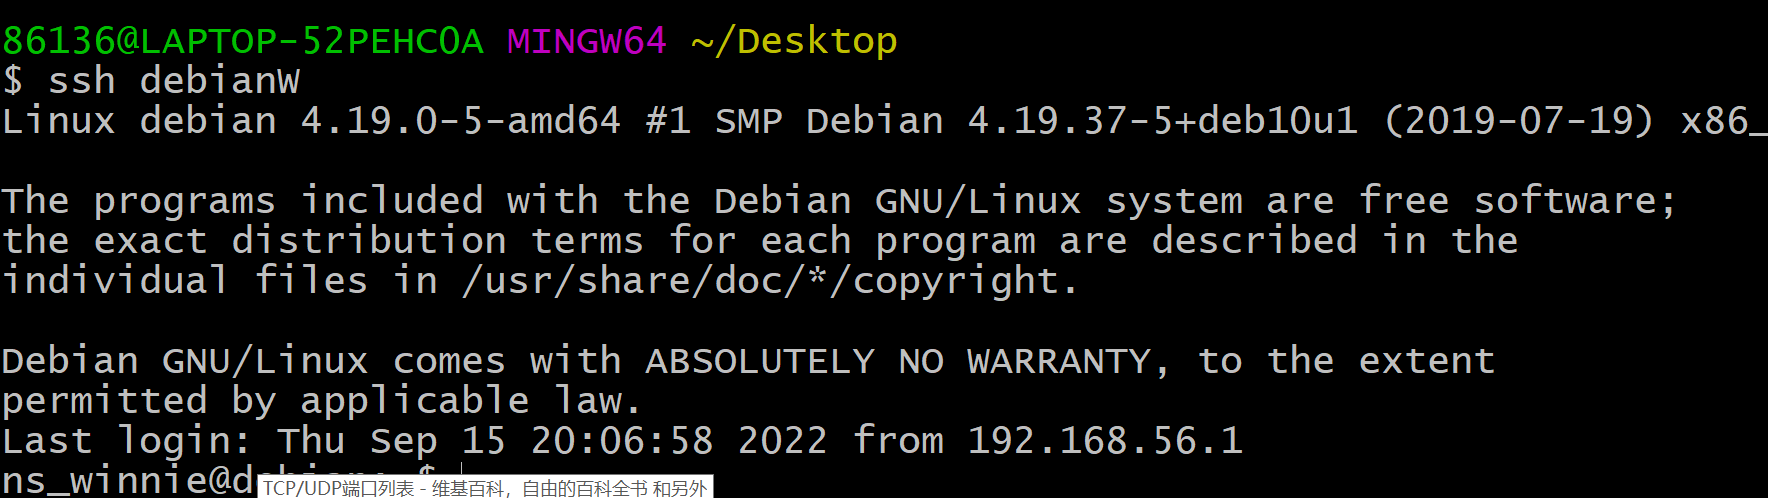 86136@LAPTOP-52PEHC0A MINGW64 ~/Desktop
$ ssh debianW
Linux debian 4.19.0-5-amd64 #1 SMP Debian 4.19.37-5+deb10u1 (2019-07-19) x86_
The programs included with the Debian GNU/Linux system are free software;
the exact distribution terms for each program are described in the
individual files in /usr/share/doc/*/copyright.
Debian GNU/Linux comes with ABSOLUTELY NO WARRANTY, to the extent
permitted by applicable law.
Last login: Thu Sep 15 20:06:58 2022 from 192.168.56.1
ns_winnie@debian: $
TCP/UDP端口列表 - 维基百科，自由的百科全书 和另外